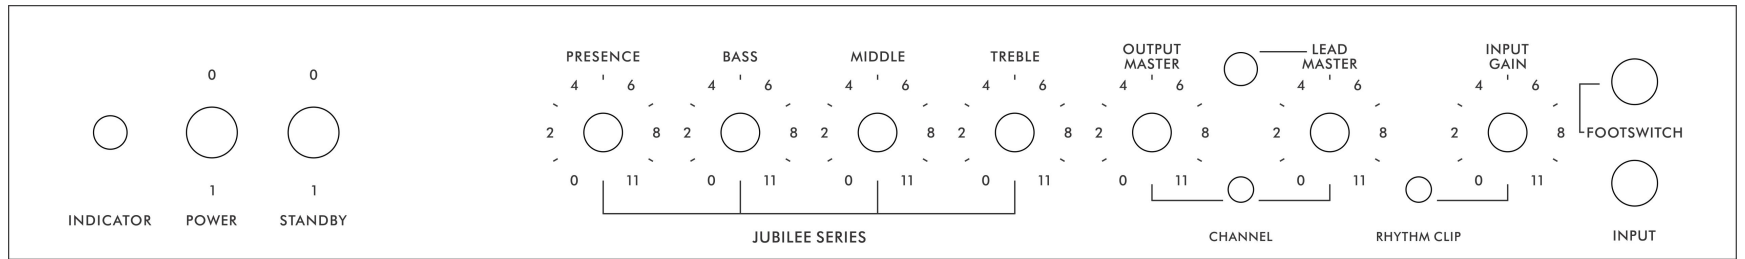 OUTPUT LEAD INPUT
PRESENCE BASS MIDDLE TREBLE MASTER MASTER GAIN
0 0 4 6 4 6 4 6 4 6 4 6 4 6 4 6
2 8 2 8 2 8 2 8 2 8 2 8 2 8 FOOTSWITCH
1 1 0 11 0 11 0 11 0 11 0 11 0 11 0 11
INDICATOR POWER STANDBY
JUBILEE SERIES CHANNEL RHYTHM CLIP INPUT